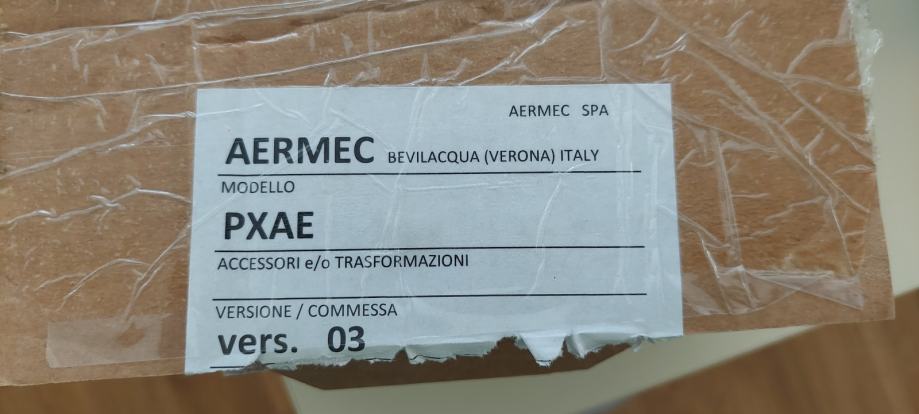 AERMEC SPA
AERMEC BEVILACQUA (VERONA) ITALY
MODELLO
PXAE
ACCESSORI e/o TRASFORMAZIONI
VERSIONE / COMMESSA
vers. 03